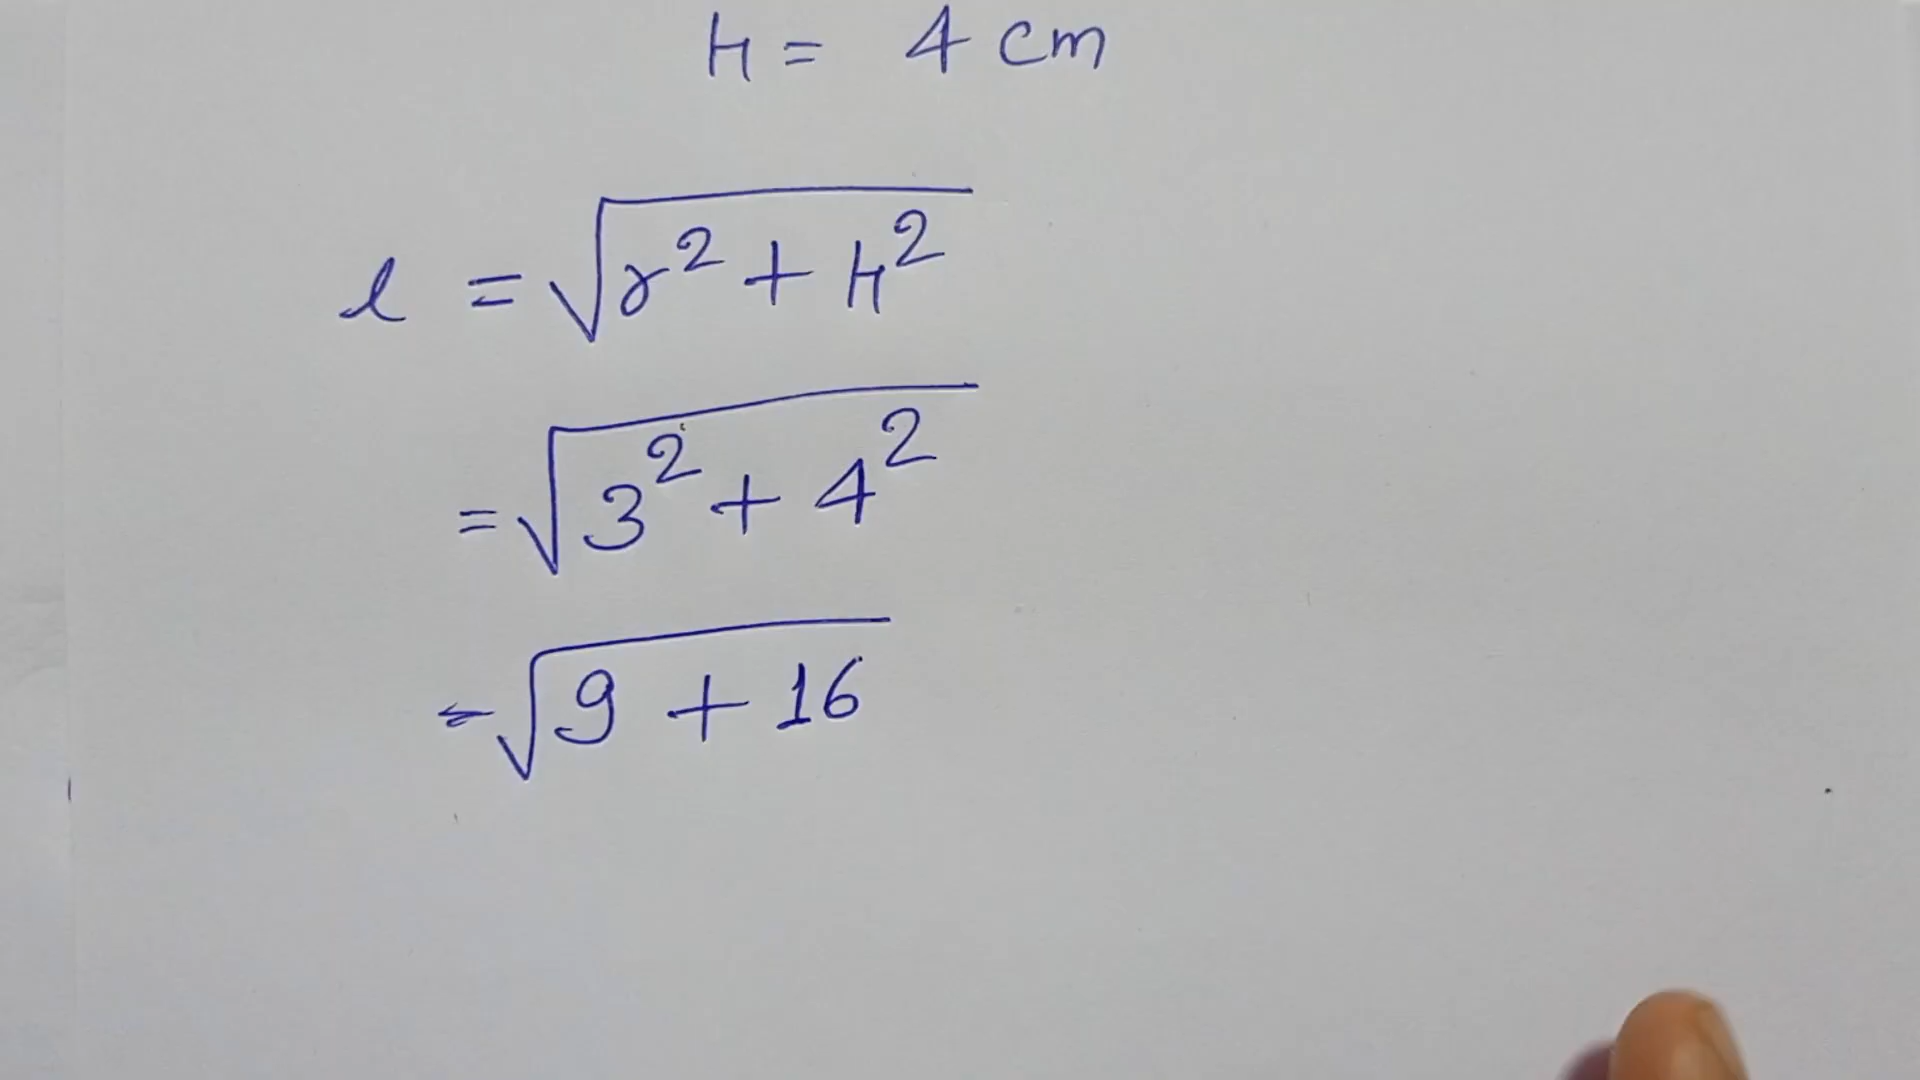 h = 4 cm
l = √(r² + h²)
= √(3² + 4²)
= √(9 + 16)